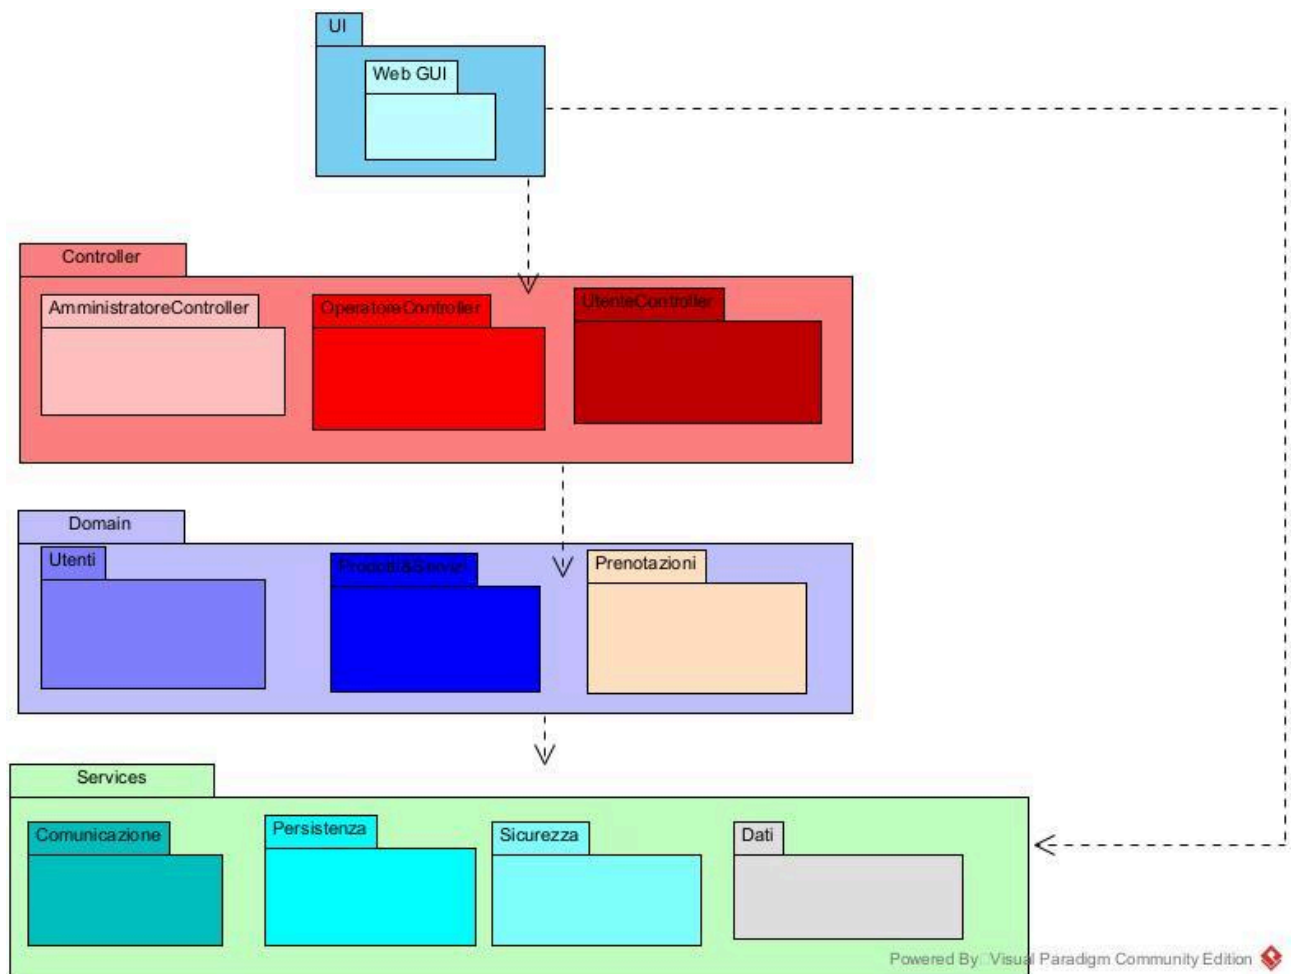 UI
Web GUI
Controller
AmministratoreController
OperatoreController
UtenteController
Domain
Utenti
Prodotti&Servizi
Prenotazioni
Services
Comunicazione
Persistenza
Sicurezza
Dati
Powered By Visual Paradigm Community Edition